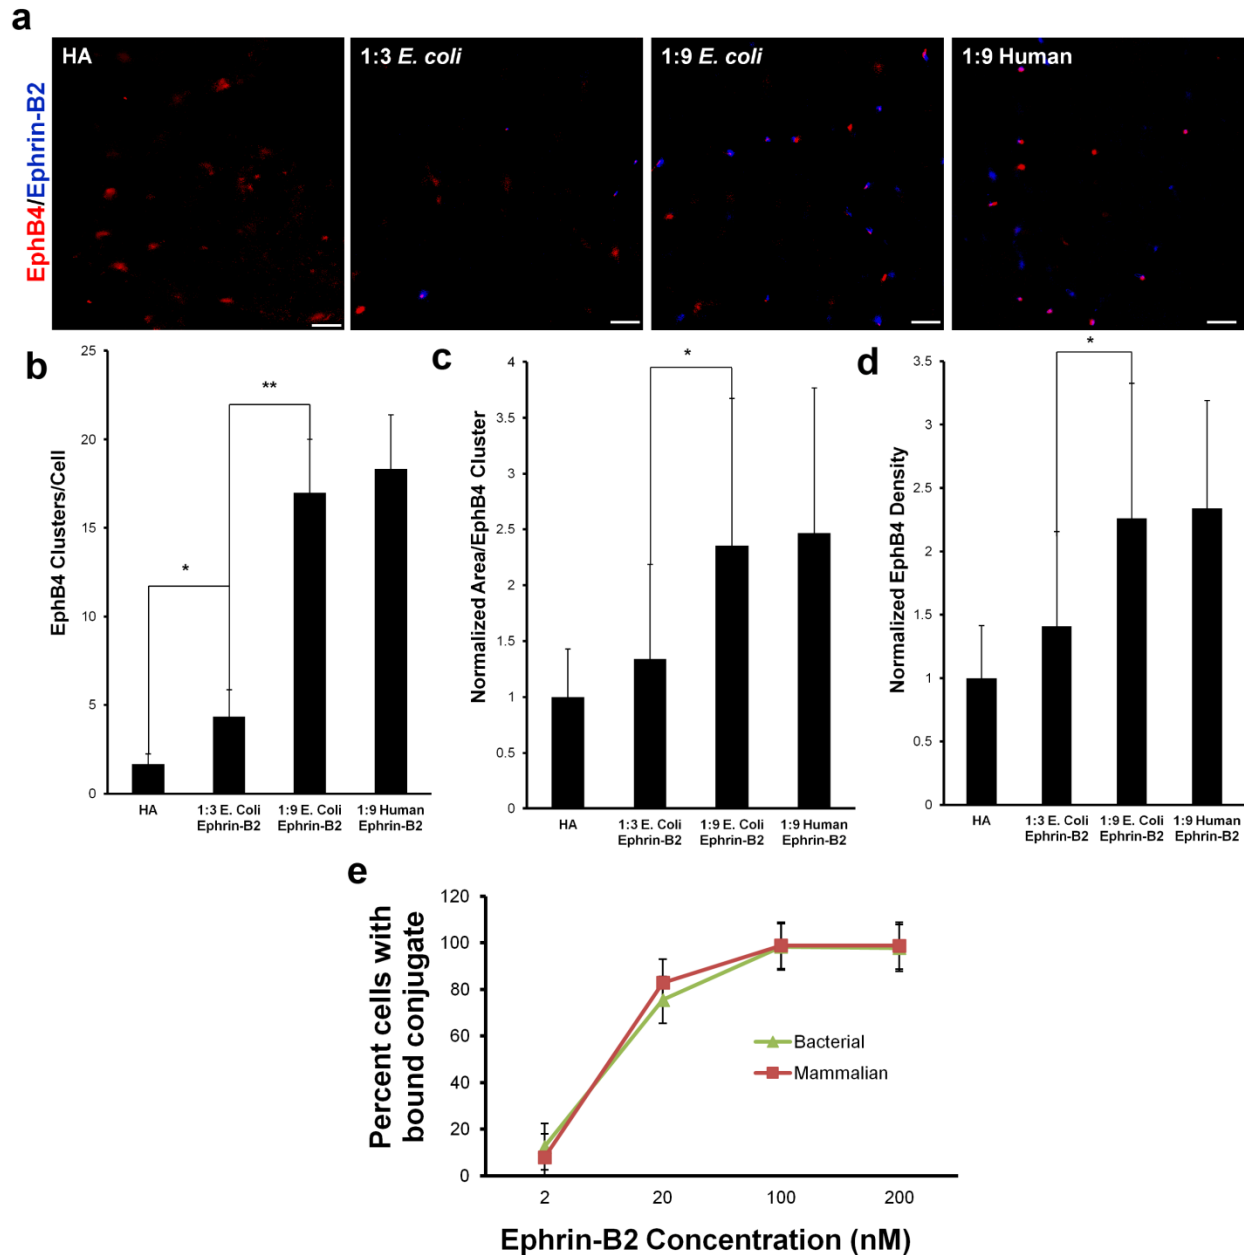 a
EphB4/Ephrin-B2
HA
1:3 E. coli
1:9 E. coli
1:9 Human
b
EphB4 Clusters/Cell
25
20
15
10
5
0
*
**
HA
1:3 E. Coli
Ephrin-B2
1:9 E. Coli
Ephrin-B2
1:9 Human
Ephrin-B2
c
Normalized Area/EphB4 Cluster
4
3.5
3
2.5
2
1.5
1
0.5
0
*
HA
1:3 E. Coli
Ephrin-B2
1:9 E. Coli
Ephrin-B2
1:9 Human
Ephrin-B2
d
Normalized EphB4 Density
3.5
3
2.5
2
1.5
1
0.5
0
*
HA
1:3 E. Coli
Ephrin-B2
1:9 E. Coli
Ephrin-B2
1:9 Human
Ephrin-B2
e
Percent cells with
bound conjugate
120
100
80
60
40
20
0
Bacterial
Mammalian
2
20
100
200
Ephrin-B2 Concentration (nM)